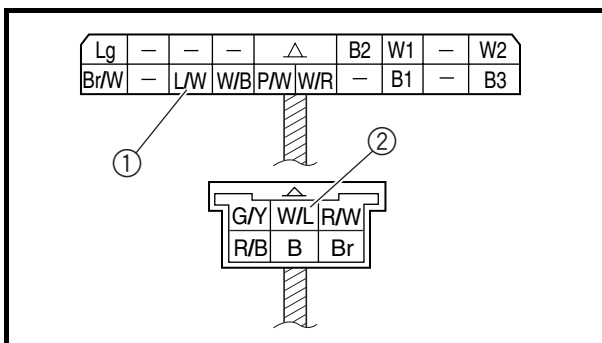 Lg — — — B2 W1 — W2
Br/W — L/W W/B P/W W/R — B1 — B3
① ②
G/Y W/L R/W
R/B B Br